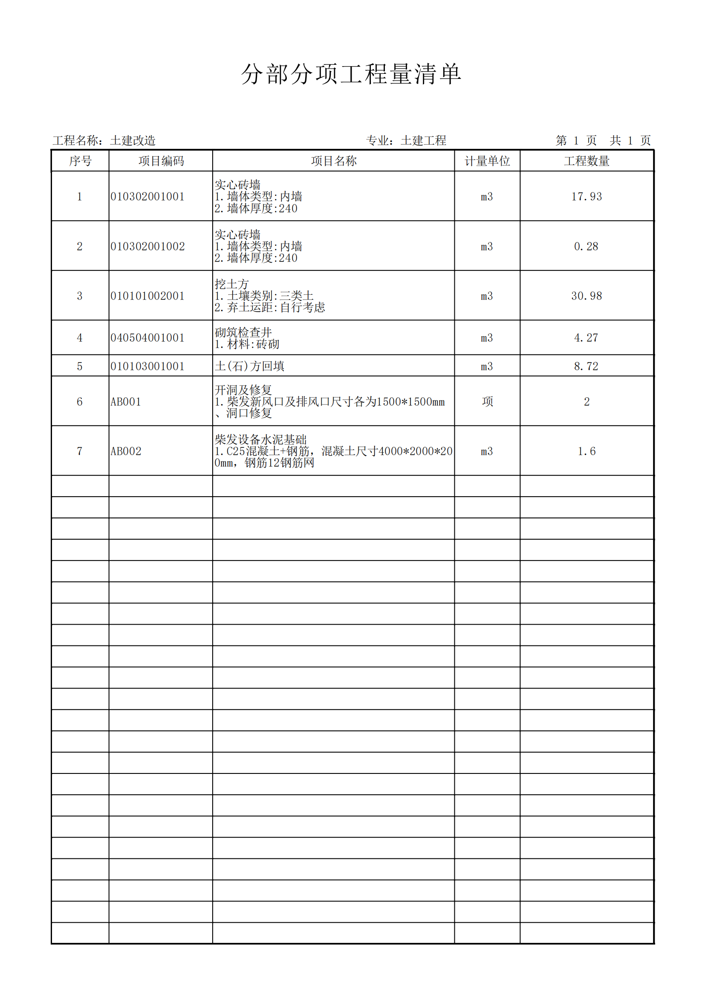 分部分项工程量清单
工程名称：土建改造 专业：土建工程 第 1 页 共 1 页
序号 项目编码 项目名称 计量单位 工程数量
实心砖墙
1 010302001001 1.墙体类型:内墙 m3 17.93
2.墙体厚度:240
实心砖墙
2 010302001002 1.墙体类型:内墙 m3 0.28
2.墙体厚度:240
挖土方
3 010101002001 1.土壤类别:三类土 m3 30.98
2.弃土运距:自行考虑
砌筑检查井
4 040504001001 m3 4.27
1.材料:砖砌
5 010103001001 土(石)方回填 m3 8.72
开洞及修复
6 AB001 1.柴发新风口及排风口尺寸各为1500*1500mm 项 2
、洞口修复
柴发设备水泥基础
7 AB002 1.C25混凝土+钢筋，混凝土尺寸4000*2000*20 m3 1.6
0mm，钢筋12钢筋网